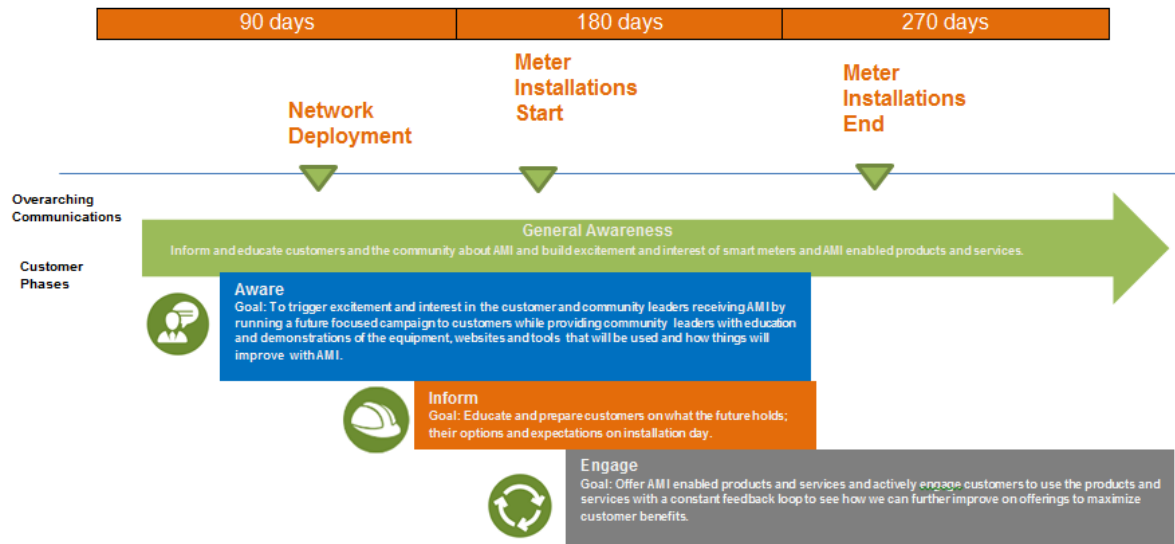 90 days
180 days
270 days
Network
Deployment
Meter
Installations
Start
Meter
Installations
End
Overarching
Communications
General Awareness
Inform and educate customers and the community about AMI and build excitement and interest of smart meters and AMI enabled products and services.
Customer
Phases
Aware
Goal: To trigger excitement and interest in the customer and community leaders receiving AMI by
running a future focused campaign to customers while providing community leaders with education
and demonstrations of the equipment, websites and tools that will be used and how things will
improve with AMI.
Inform
Goal: Educate and prepare customers on what the future holds;
their options and expectations on installation day.
Engage
Goal: Offer AMI enabled products and services and actively engage customers to use the products and
services with a constant feedback loop to see how we can further improve on offerings to maximize
customer benefits.